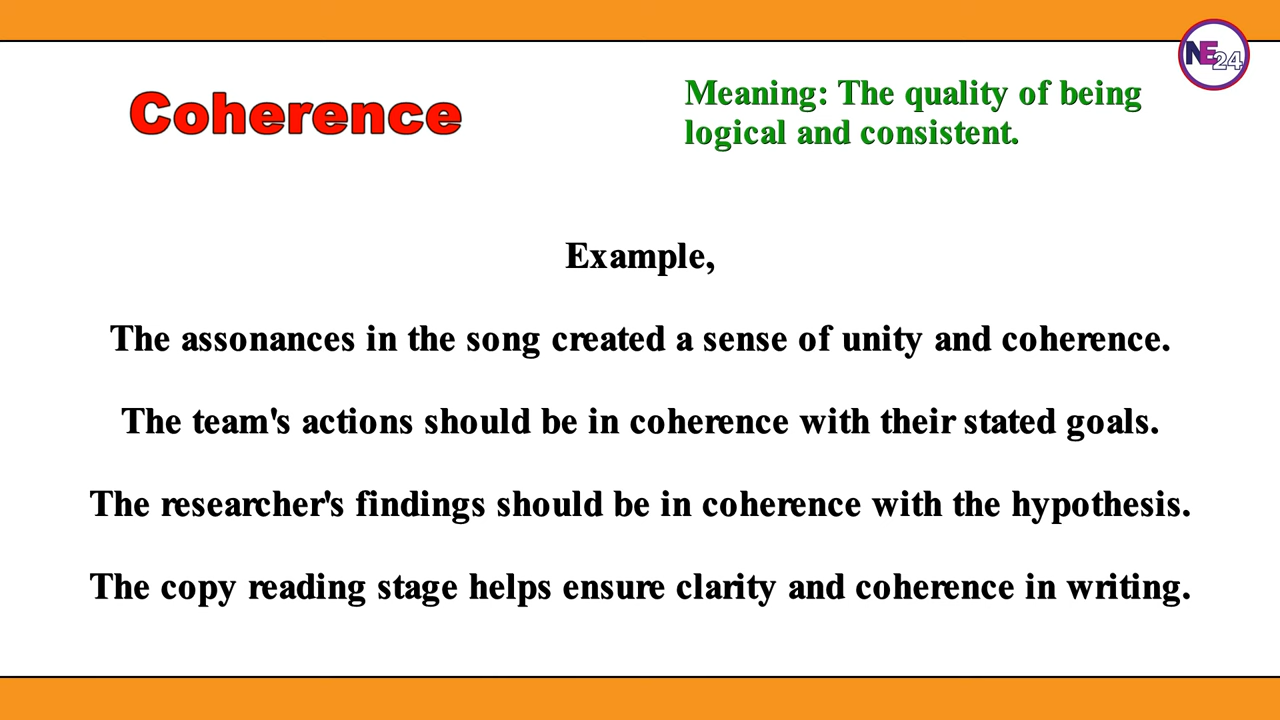 NE24
Coherence
Meaning: The quality of being
logical and consistent.
Example,
The assonances in the song created a sense of unity and coherence.
The team's actions should be in coherence with their stated goals.
The researcher's findings should be in coherence with the hypothesis.
The copy reading stage helps ensure clarity and coherence in writing.